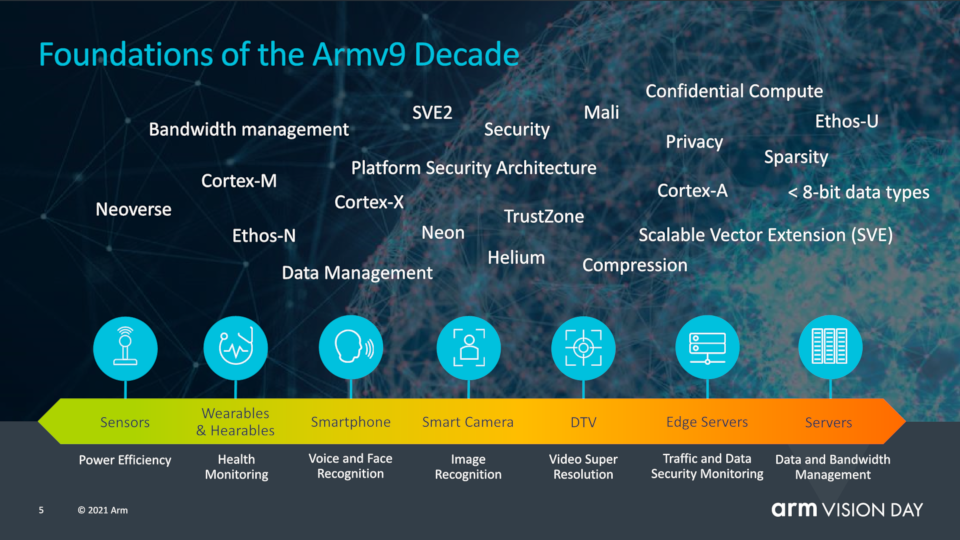 Foundations of the Armv9 Decade
Confidential Compute
SVE2
Mali
Ethos-U
Bandwidth management
Security
Privacy
Sparsity
Platform Security Architecture
Cortex-M
Cortex-A
< 8-bit data types
Neoverse
Cortex-X
TrustZone
Ethos-N
Neon
Scalable Vector Extension (SVE)
Helium
Compression
Data Management
Sensors
Wearables
& Hearables
Smartphone
Smart Camera
DTV
Edge Servers
Servers
Power Efficiency
Health
Monitoring
Voice and Face
Recognition
Image
Recognition
Video Super
Resolution
Traffic and Data
Security Monitoring
Data and Bandwidth
Management
5
© 2021 Arm
arm VISION DAY